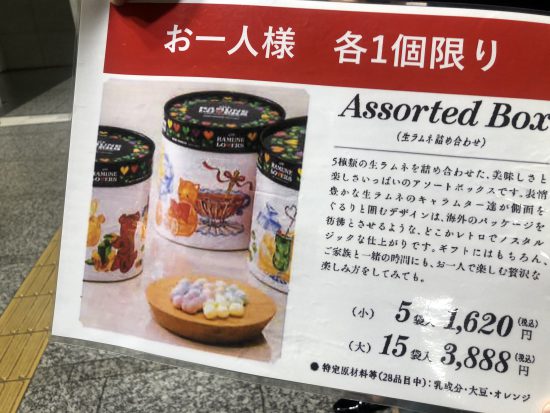 お一人様 各1個限り
Assorted Box
(生ラムネ詰め合わせ)
5種類の生ラムネを詰め合わせた、美味しさと
楽しさいっぱいのアソートボックスです。表情
豊かな生ラムネのキャラクター達が側面を
ぐるりと囲むデザインは、海外のパッケージを
彷彿とさせるような、どこかレトロでノスタル
ジックな仕上がりです。ギフトにはもちろん、
ご家族と一緒の時間にも、お一人で楽しむ贅沢な
楽しみ方をしてみても。
(小) 5袋入 1,620円(税込)
(大) 15袋入 3,888円(税込)
● 特定原材料等(28品目中):乳成分・大豆・オレンジ
RAMUNE
LOVERS
RAMUNE
LOVERS